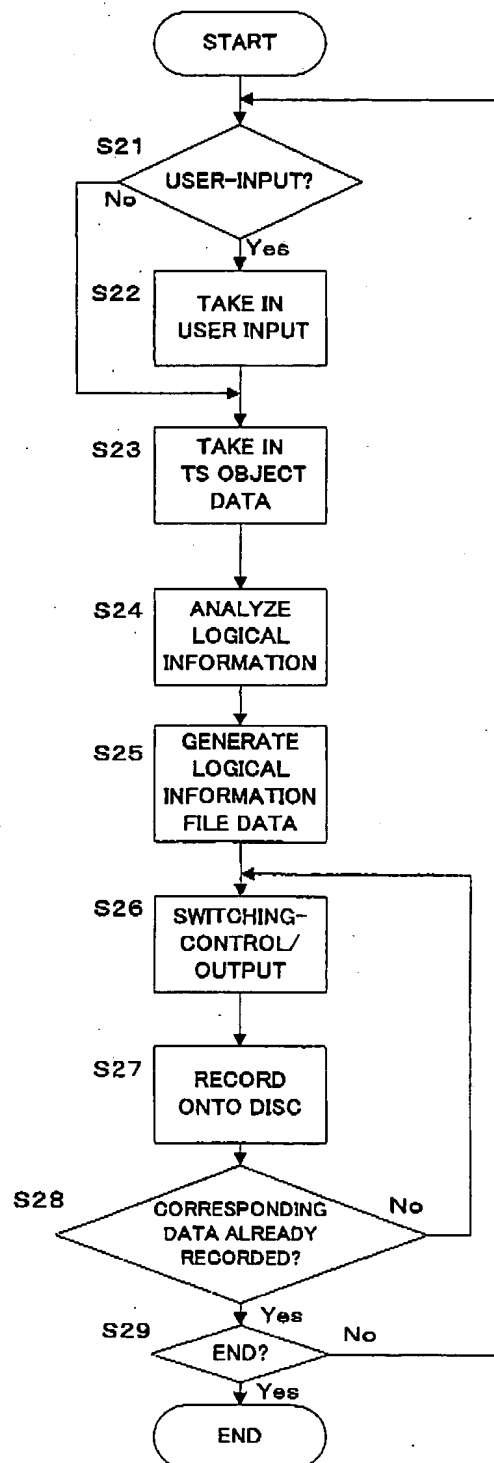 START
S21
USER-INPUT?
No
Yes
S22
TAKE IN
USER INPUT
S23
TAKE IN
TS OBJECT
DATA
S24
ANALYZE
LOGICAL
INFORMATION
S25
GENERATE
LOGICAL
INFORMATION
FILE DATA
S26
SWITCHING-
CONTROL/
OUTPUT
S27
RECORD
ONTO DISC
S28
CORRESPONDING
DATA ALREADY
RECORDED?
No
Yes
S29
END?
No
Yes
END